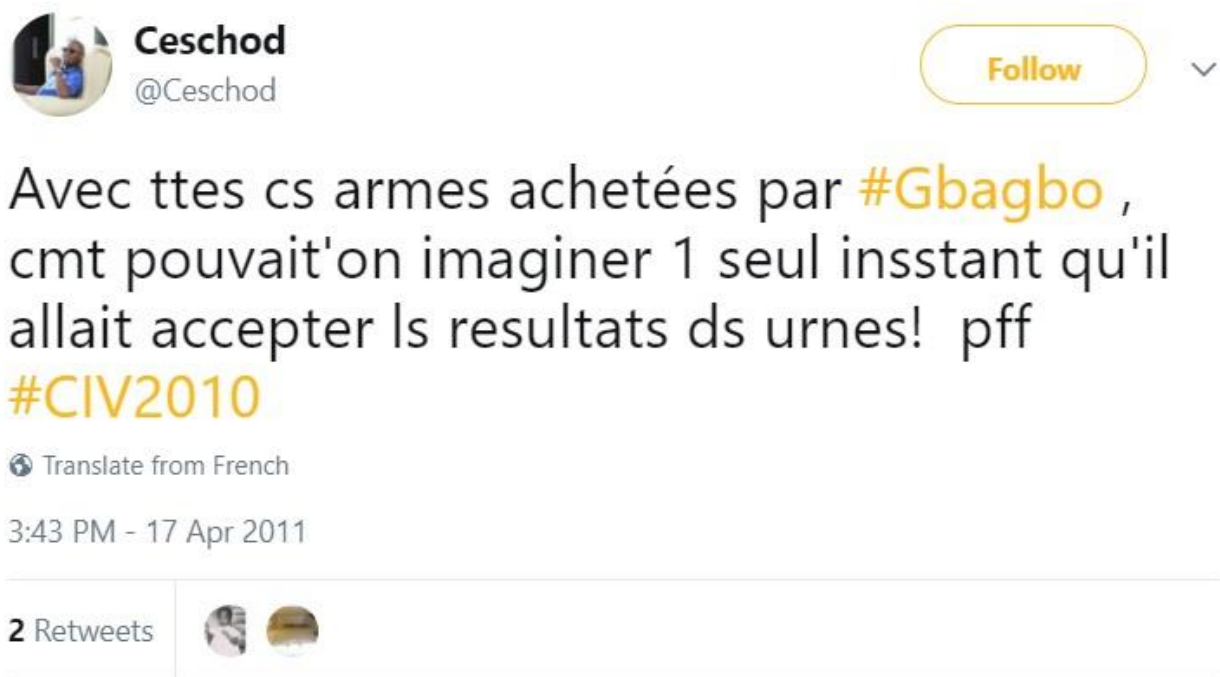 Ceschod
@Ceschod
Follow
Avec ttes cs armes achetées par #Gbagbo ,
cmt pouvait'on imaginer 1 seul insstant qu'il
allait accepter ls resultats ds urnes!  pff
#CIV2010
Translate from French
3:43 PM - 17 Apr 2011
2 Retweets